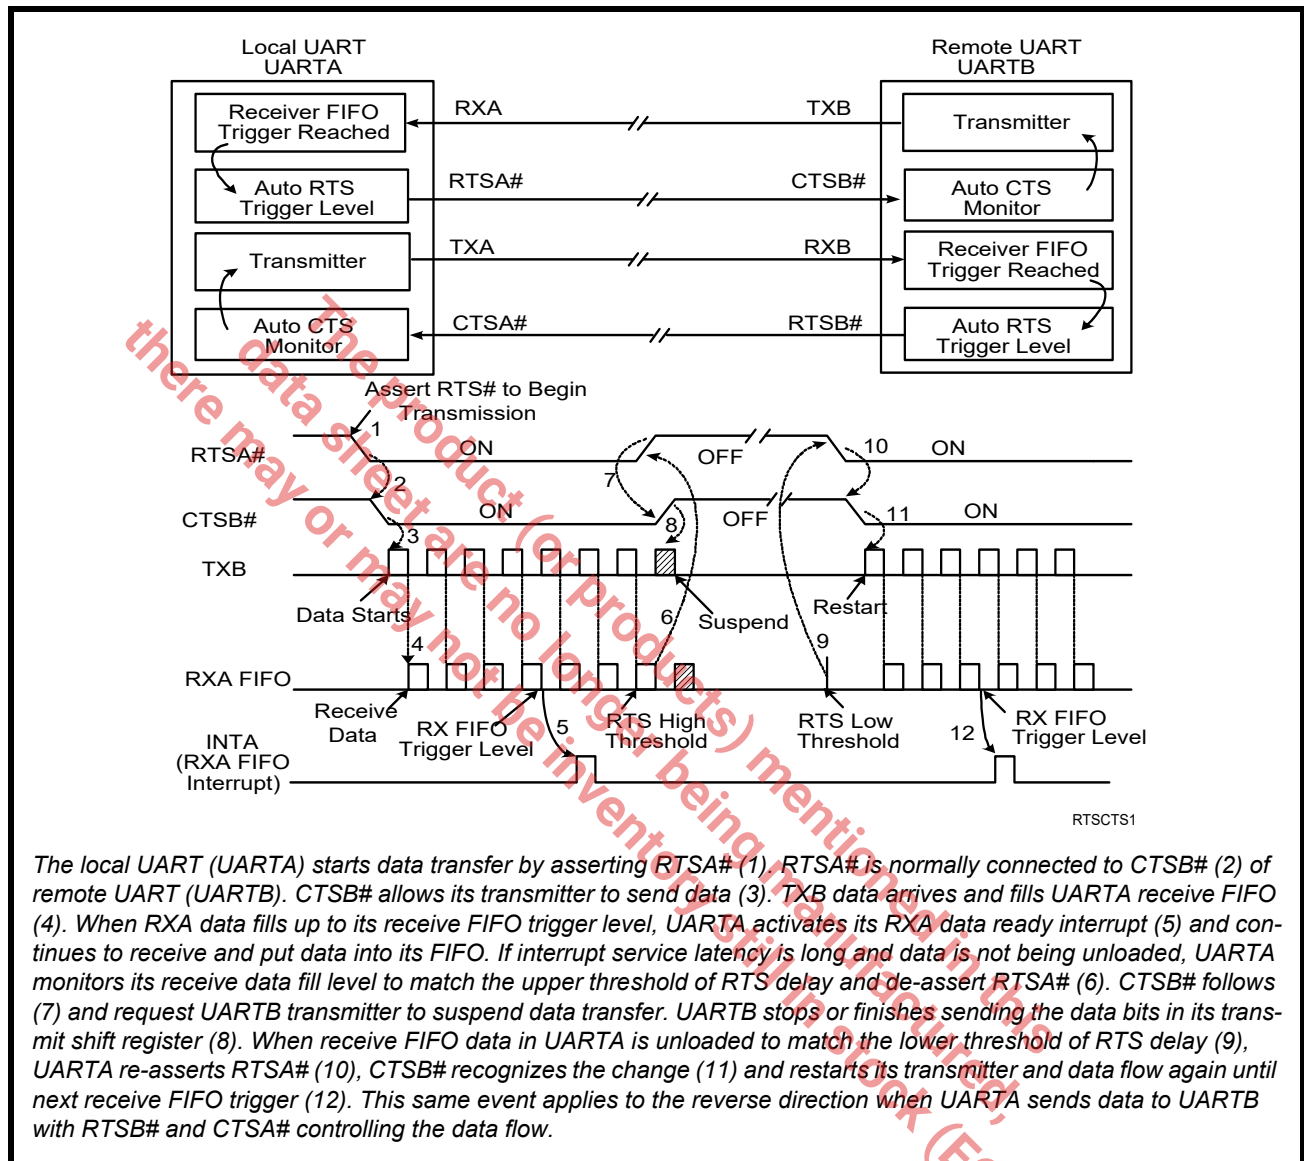 Local UART
UARTA
Remote UART
UARTB
Receiver FIFO
Trigger Reached
RXA
TXB
Transmitter
Auto RTS
Trigger Level
RTSA#
CTSB#
Auto CTS
Monitor
Transmitter
TXA
RXB
Receiver FIFO
Trigger Reached
Auto CTS
Monitor
CTSA#
RTSB#
Auto RTS
Trigger Level
Assert RTS# to Begin
Transmission
RTSA#
1
ON
7
OFF
10
ON
2
CTSB#
ON
8
OFF
11
ON
3
TXB
Data Starts
6
Suspend
Restart
4
9
RXA FIFO
Receive
Data
RX FIFO
Trigger Level
5
RTS High
Threshold
RTS Low
Threshold
12
RX FIFO
Trigger Level
INTA
(RXA FIFO
Interrupt)
RTSCTS1
The local UART (UARTA) starts data transfer by asserting RTSA# (1). RTSA# is normally connected to CTSB# (2) of
remote UART (UARTB). CTSB# allows its transmitter to send data (3). TXB data arrives and fills UARTA receive FIFO
(4). When RXA data fills up to its receive FIFO trigger level, UARTA activates its RXA data ready interrupt (5) and con-
tinues to receive and put data into its FIFO. If interrupt service latency is long and data is not being unloaded, UARTA
monitors its receive data fill level to match the upper threshold of RTS delay and de-assert RTSA# (6). CTSB# follows
(7) and request UARTB transmitter to suspend data transfer. UARTB stops or finishes sending the data bits in its trans-
mit shift register (8). When receive FIFO data in UARTA is unloaded to match the lower threshold of RTS delay (9),
UARTA re-asserts RTSA# (10), CTSB# recognizes the change (11) and restarts its transmitter and data flow again until
next receive FIFO trigger (12). This same event applies to the reverse direction when UARTA sends data to UARTB
with RTSB# and CTSA# controlling the data flow.
The product (or products) mentioned in this
data sheet are no longer being manufactured,
there may or may not be inventory still in stock